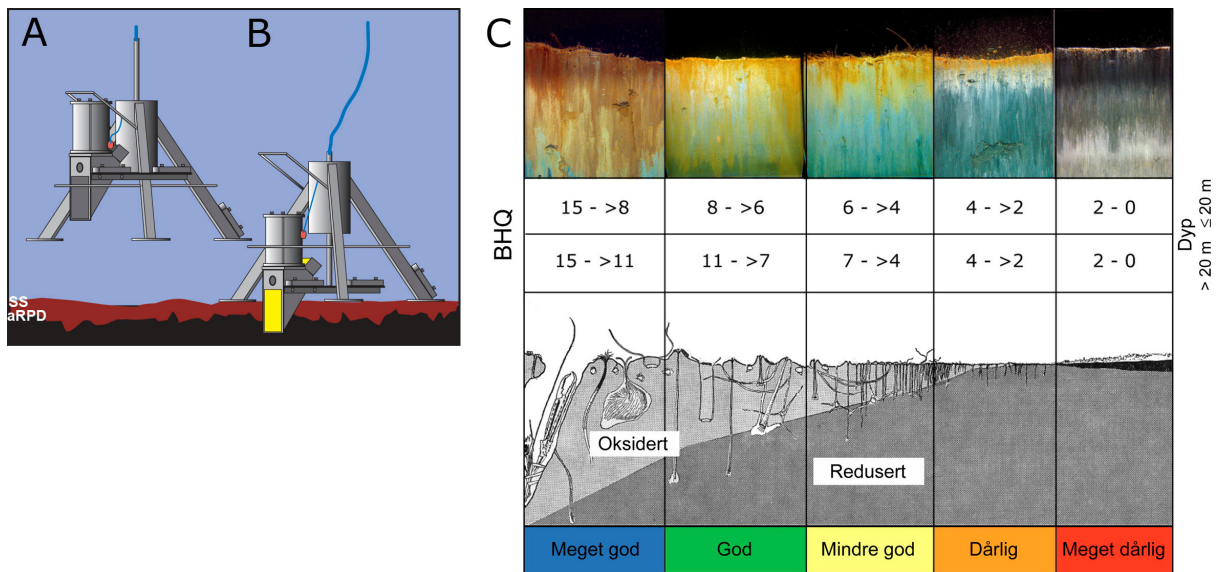 A
B
SS
aRPD
C
BHQ
15 - >8
8 - >6
6 - >4
4 - >2
2 - 0
15 - >11
11 - >7
7 - >4
4 - >2
2 - 0
Dyp
> 20 m ≤ 20 m
Oksidert
Redusert
Meget god
God
Mindre god
Dårlig
Meget dårlig